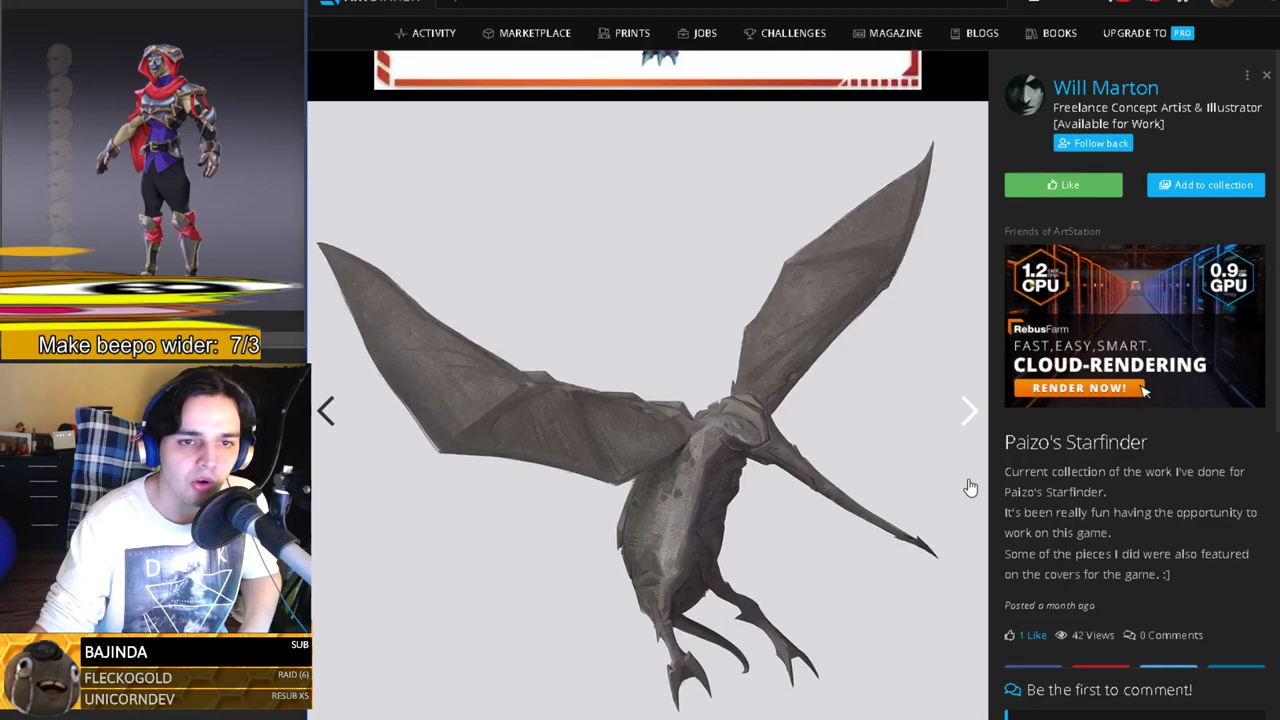 ACTIVITY MARKETPLACE PRINTS JOBS CHALLENGES MAGAZINE BLOGS BOOKS UPGRADE TO PRO
Will Marton
Freelance Concept Artist & Illustrator
[Available for Work]
Follow back
Like
Add to collection
Friends of ArtStation
1.2¢
CPU
0.9¢
GPU
RebusFarm
FAST,EASY,SMART.
CLOUD-RENDERING
RENDER NOW!
Paizo's Starfinder
Current collection of the work I've done for
Paizo's Starfinder.
It's been really fun having the opportunity to
work on this game.
Some of the pieces I did were also featured
on the covers for the game. :]
Posted a month ago
1 Like 42 Views 0 Comments
Be the first to comment!
Make beepo wider: 7/3
D K
BAJINDA SUB
FLECKOGOLD RAID (6)
UNICORNDEV RESUB X5